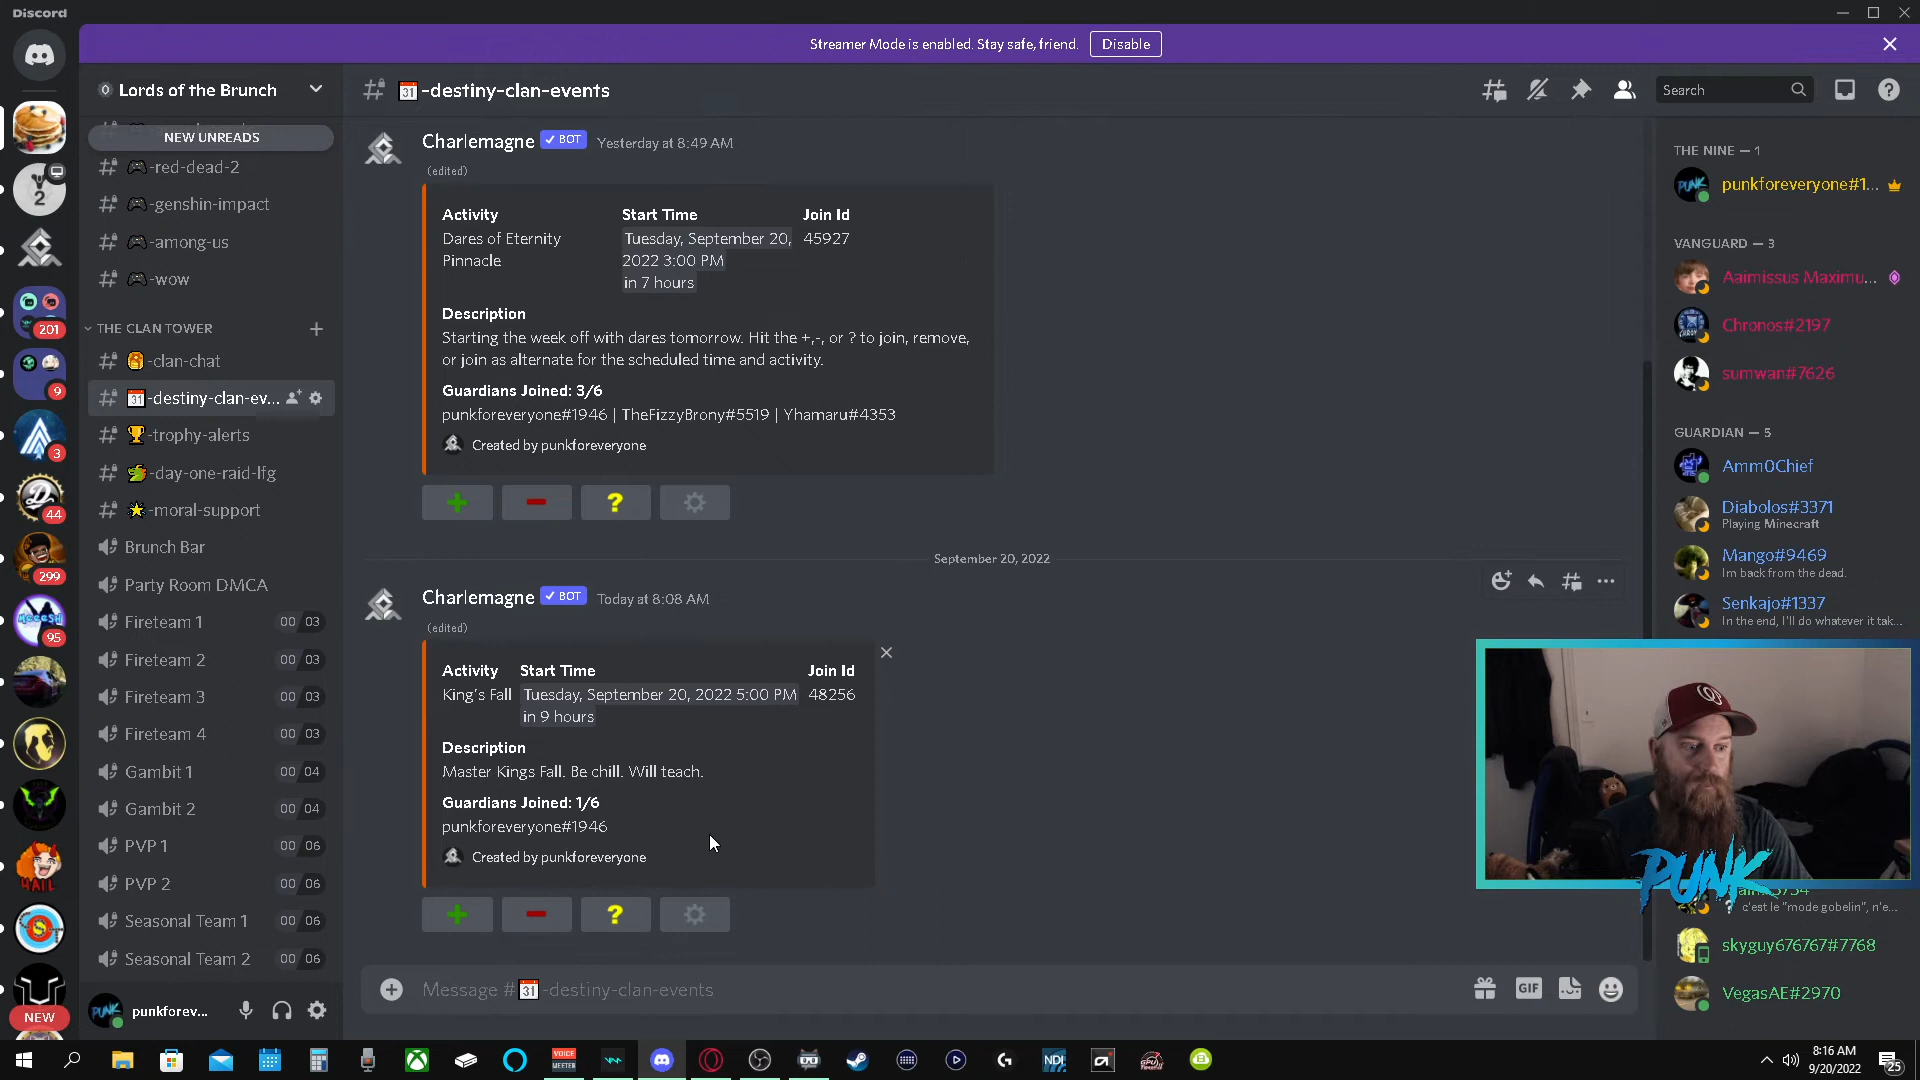 Discord
Streamer Mode is enabled. Stay safe, friend.
Disable
Lords of the Brunch
NEW UNREADS
-red-dead-2
-genshin-impact
-among-us
-wow
THE CLAN TOWER
-clan-chat
-destiny-clan-ev...
-trophy-alerts
-day-one-raid-lfg
-moral-support
Brunch Bar
Party Room DMCA
Fireteam 1 00 03
Fireteam 2 00 03
Fireteam 3 00 03
Fireteam 4 00 03
Gambit 1 00 04
Gambit 2 00 04
PVP 1 00 06
PVP 2 00 06
Seasonal Team 1 00 06
Seasonal Team 2 00 06
punkforev...
201
9
3
44
299
95
NEW
-destiny-clan-events
Search
Charlemagne BOT Yesterday at 8:49 AM
(edited)
Activity Start Time Join Id
Dares of Eternity Tuesday, September 20, 45927
Pinnacle 2022 3:00 PM
in 7 hours
Description
Starting the week off with dares tomorrow. Hit the +,-, or ? to join, remove,
or join as alternate for the scheduled time and activity.
Guardians Joined: 3/6
punkforeveryone#1946 | TheFizzyBrony#5519 | Yhamaru#4353
Created by punkforeveryone
September 20, 2022
Charlemagne BOT Today at 8:08 AM
(edited)
Activity Start Time Join Id
King's Fall Tuesday, September 20, 2022 5:00 PM 48256
in 9 hours
Description
Master Kings Fall. Be chill. Will teach.
Guardians Joined: 1/6
punkforeveryone#1946
Created by punkforeveryone
Message # -destiny-clan-events
GIF
THE NINE — 1
punkforeveryone#1...
VANGUARD — 3
Aaimissus Maximu...
Chronos#2197
sumwan#7626
GUARDIAN — 5
Amm0Chief
Diabolos#3371
Playing Minecraft
Mango#9469
Im back from the dead.
Senkajo#1337
In the end, I'll do whatever it tak...
PUNK
c'est le "mode gobelin", n'e...
skyguy676767#7768
VegasAE#2970
8:16 AM
9/20/2022
25